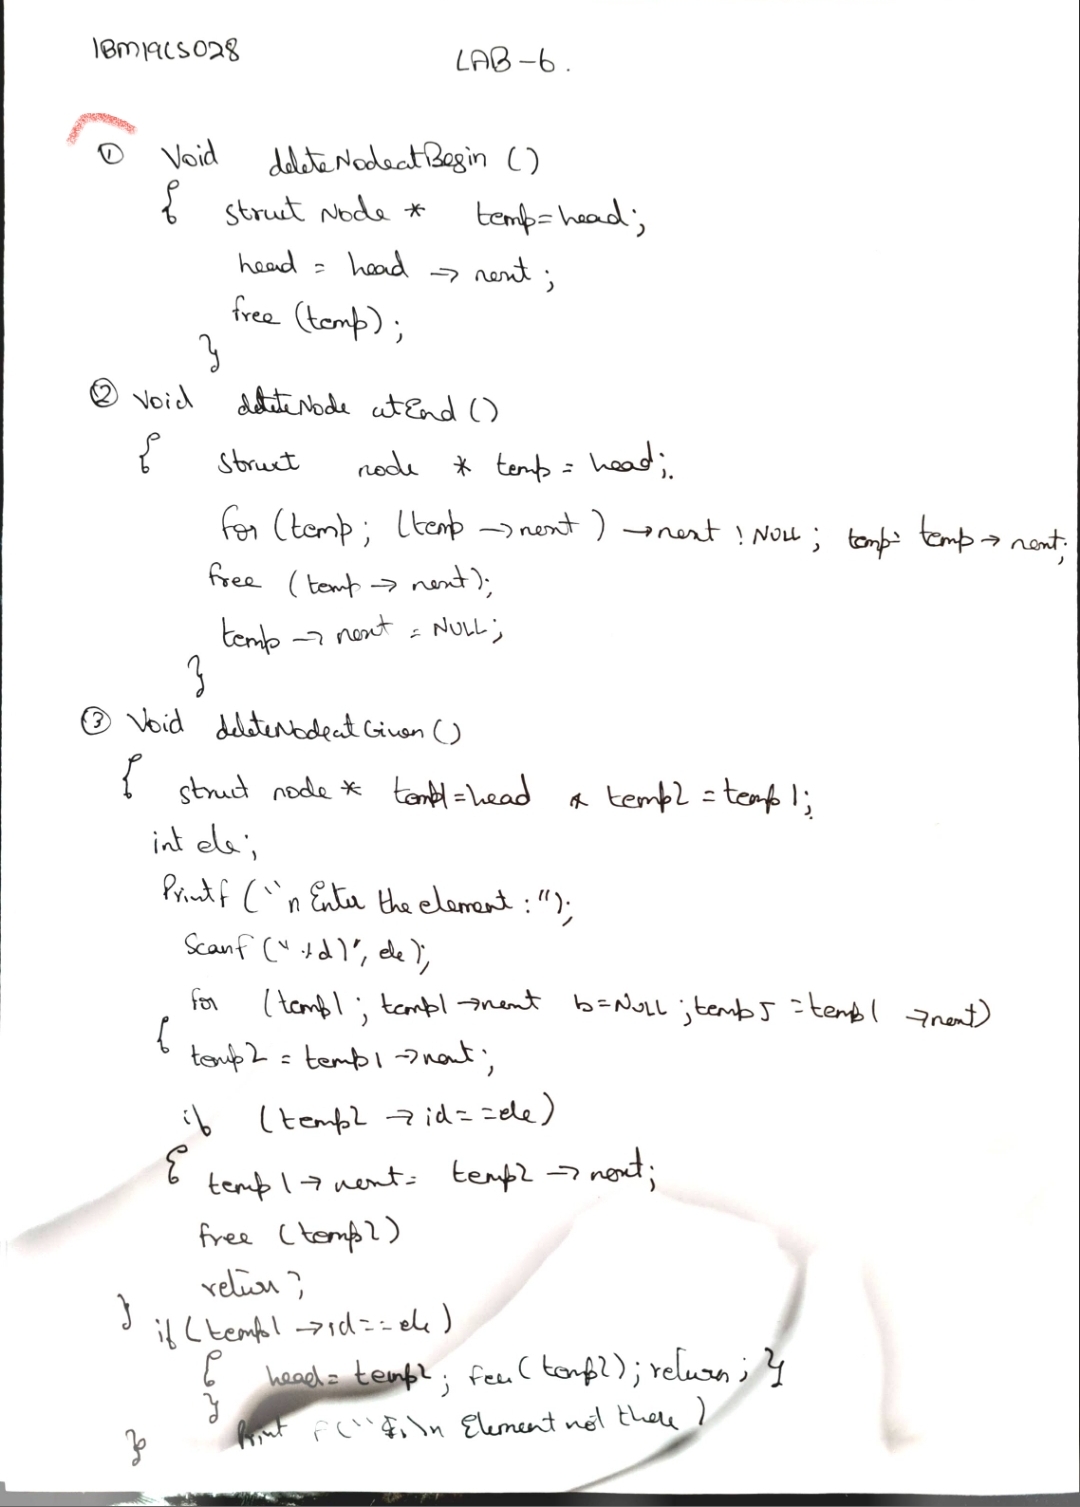 1BM19CS028
LAB-6.
① Void deleteNodeatBegin ()
{ struct Node * temp=head;
head = head → next ;
free (temp) ;
}
② Void deleteNode atEnd ()
{ struct node * temp = head;
for (temp; (temp → next ) → next ! NULL ; temp= temp → next;
free (temp → next);
temp → next = NULL;
}
③ Void deleteNodeatGiven ()
{ struct node * temp1=head * temp2 = temp1;
int ele;
Printf ("n Enter the element :");
Scanf ( , ele);
for (temp1 ; temp1 → next =NULL ; = temp1 → next)
{ temp2 = temp1 → next;
if (temp2 → id= =ele)
{ temp1 → next= temp2 → next;
free (temp2)
return ;
} if (temp1 → id==ele)
{ head= temp2; free (temp2); return ; }
}
} Print f(" \n Element not there )